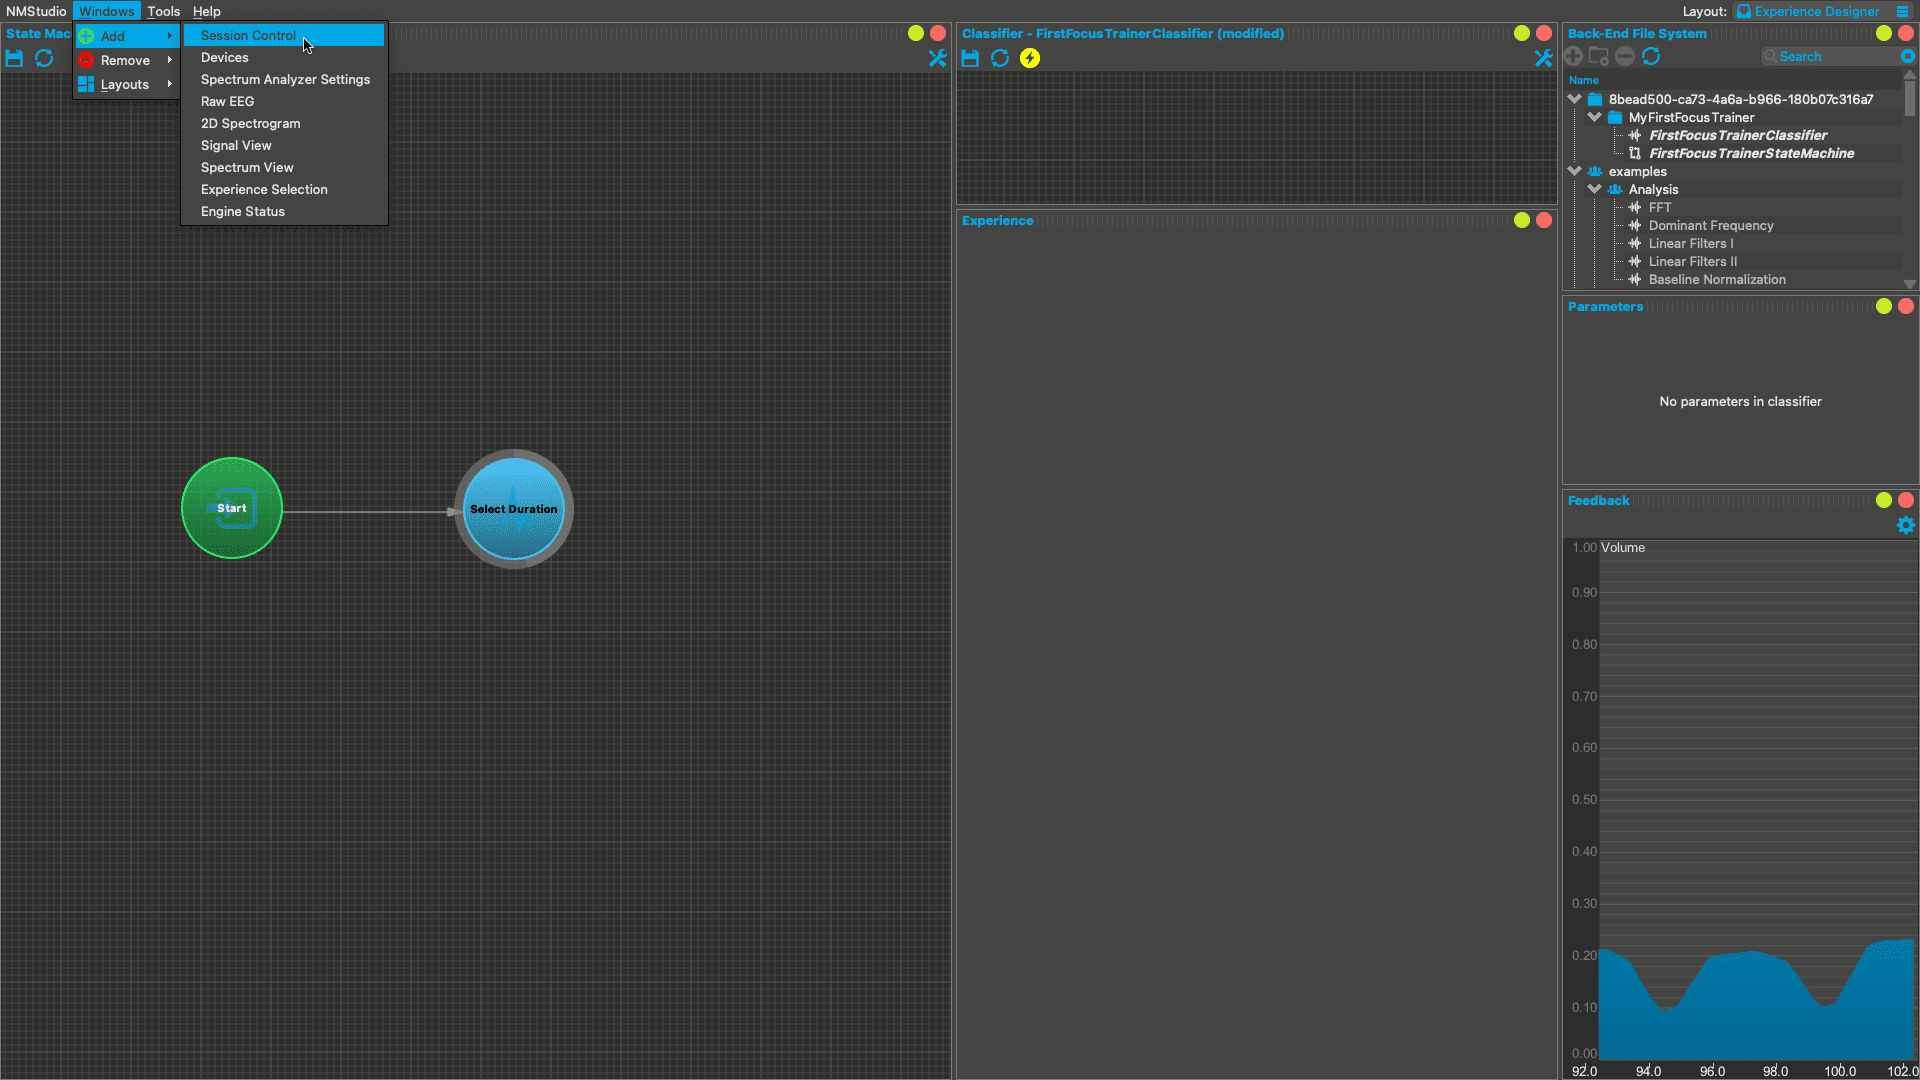 NMStudio Windows Tools Help
Layout: Experience Designer
State Mac
Add
Remove
Layouts
Session Control
Devices
Spectrum Analyzer Settings
Raw EEG
2D Spectrogram
Signal View
Spectrum View
Experience Selection
Engine Status
Start
Select Duration
Classifier - FirstFocusTrainerClassifier (modified)
Experience
Back-End File System
Search
Name
8bead500-ca73-4a6a-b966-180b07c316a7
MyFirstFocusTrainer
FirstFocusTrainerClassifier
FirstFocusTrainerStateMachine
examples
Analysis
FFT
Dominant Frequency
Linear Filters I
Linear Filters II
Baseline Normalization
Parameters
No parameters in classifier
Feedback
Volume
1.00
0.90
0.80
0.70
0.60
0.50
0.40
0.30
0.20
0.10
0.00
92.0 94.0 96.0 98.0 100.0 102.0